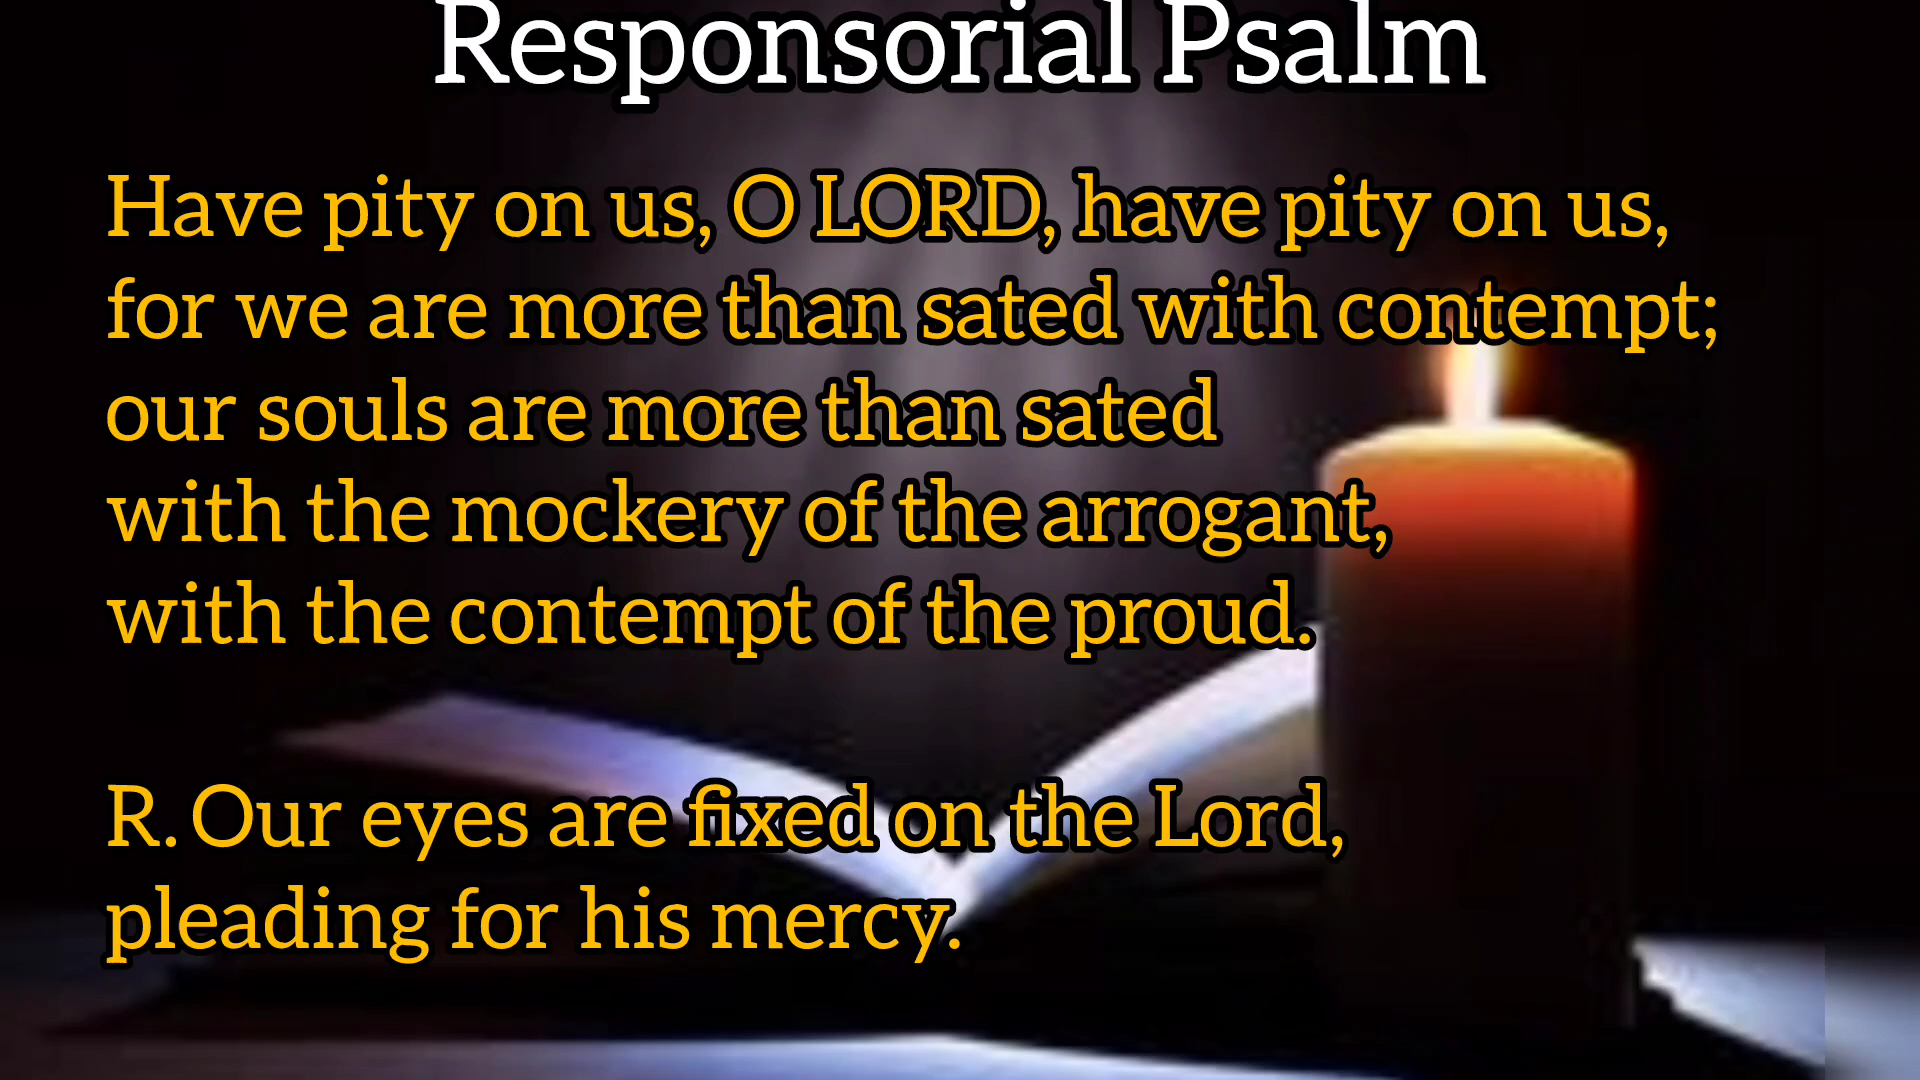 Responsorial Psalm
Have pity on us, O LORD, have pity on us,
for we are more than sated with contempt;
our souls are more than sated
with the mockery of the arrogant,
with the contempt of the proud.
R. Our eyes are fixed on the Lord,
pleading for his mercy.